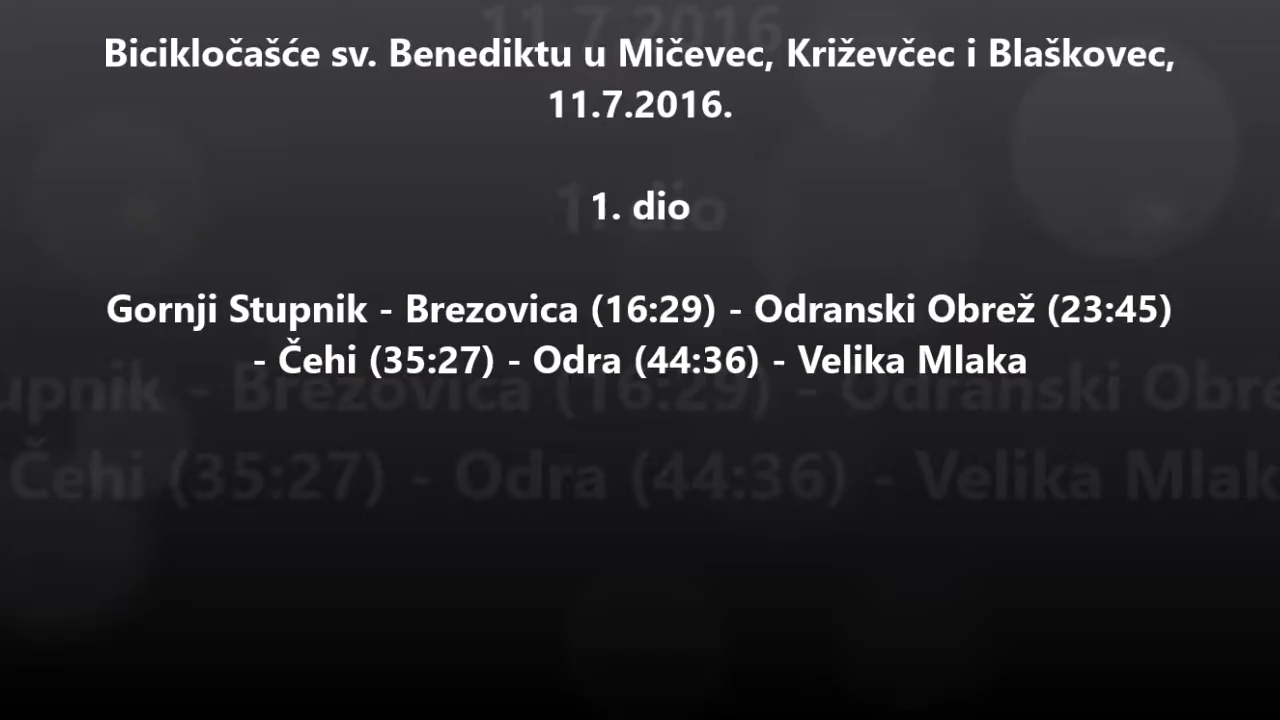 Bicikločašće sv. Benediktu u Mičevec, Križevčec i Blaškovec,
11.7.2016.
1. dio
Gornji Stupnik - Brezovica (16:29) - Odranski Obrež (23:45)
- Čehi (35:27) - Odra (44:36) - Velika Mlaka